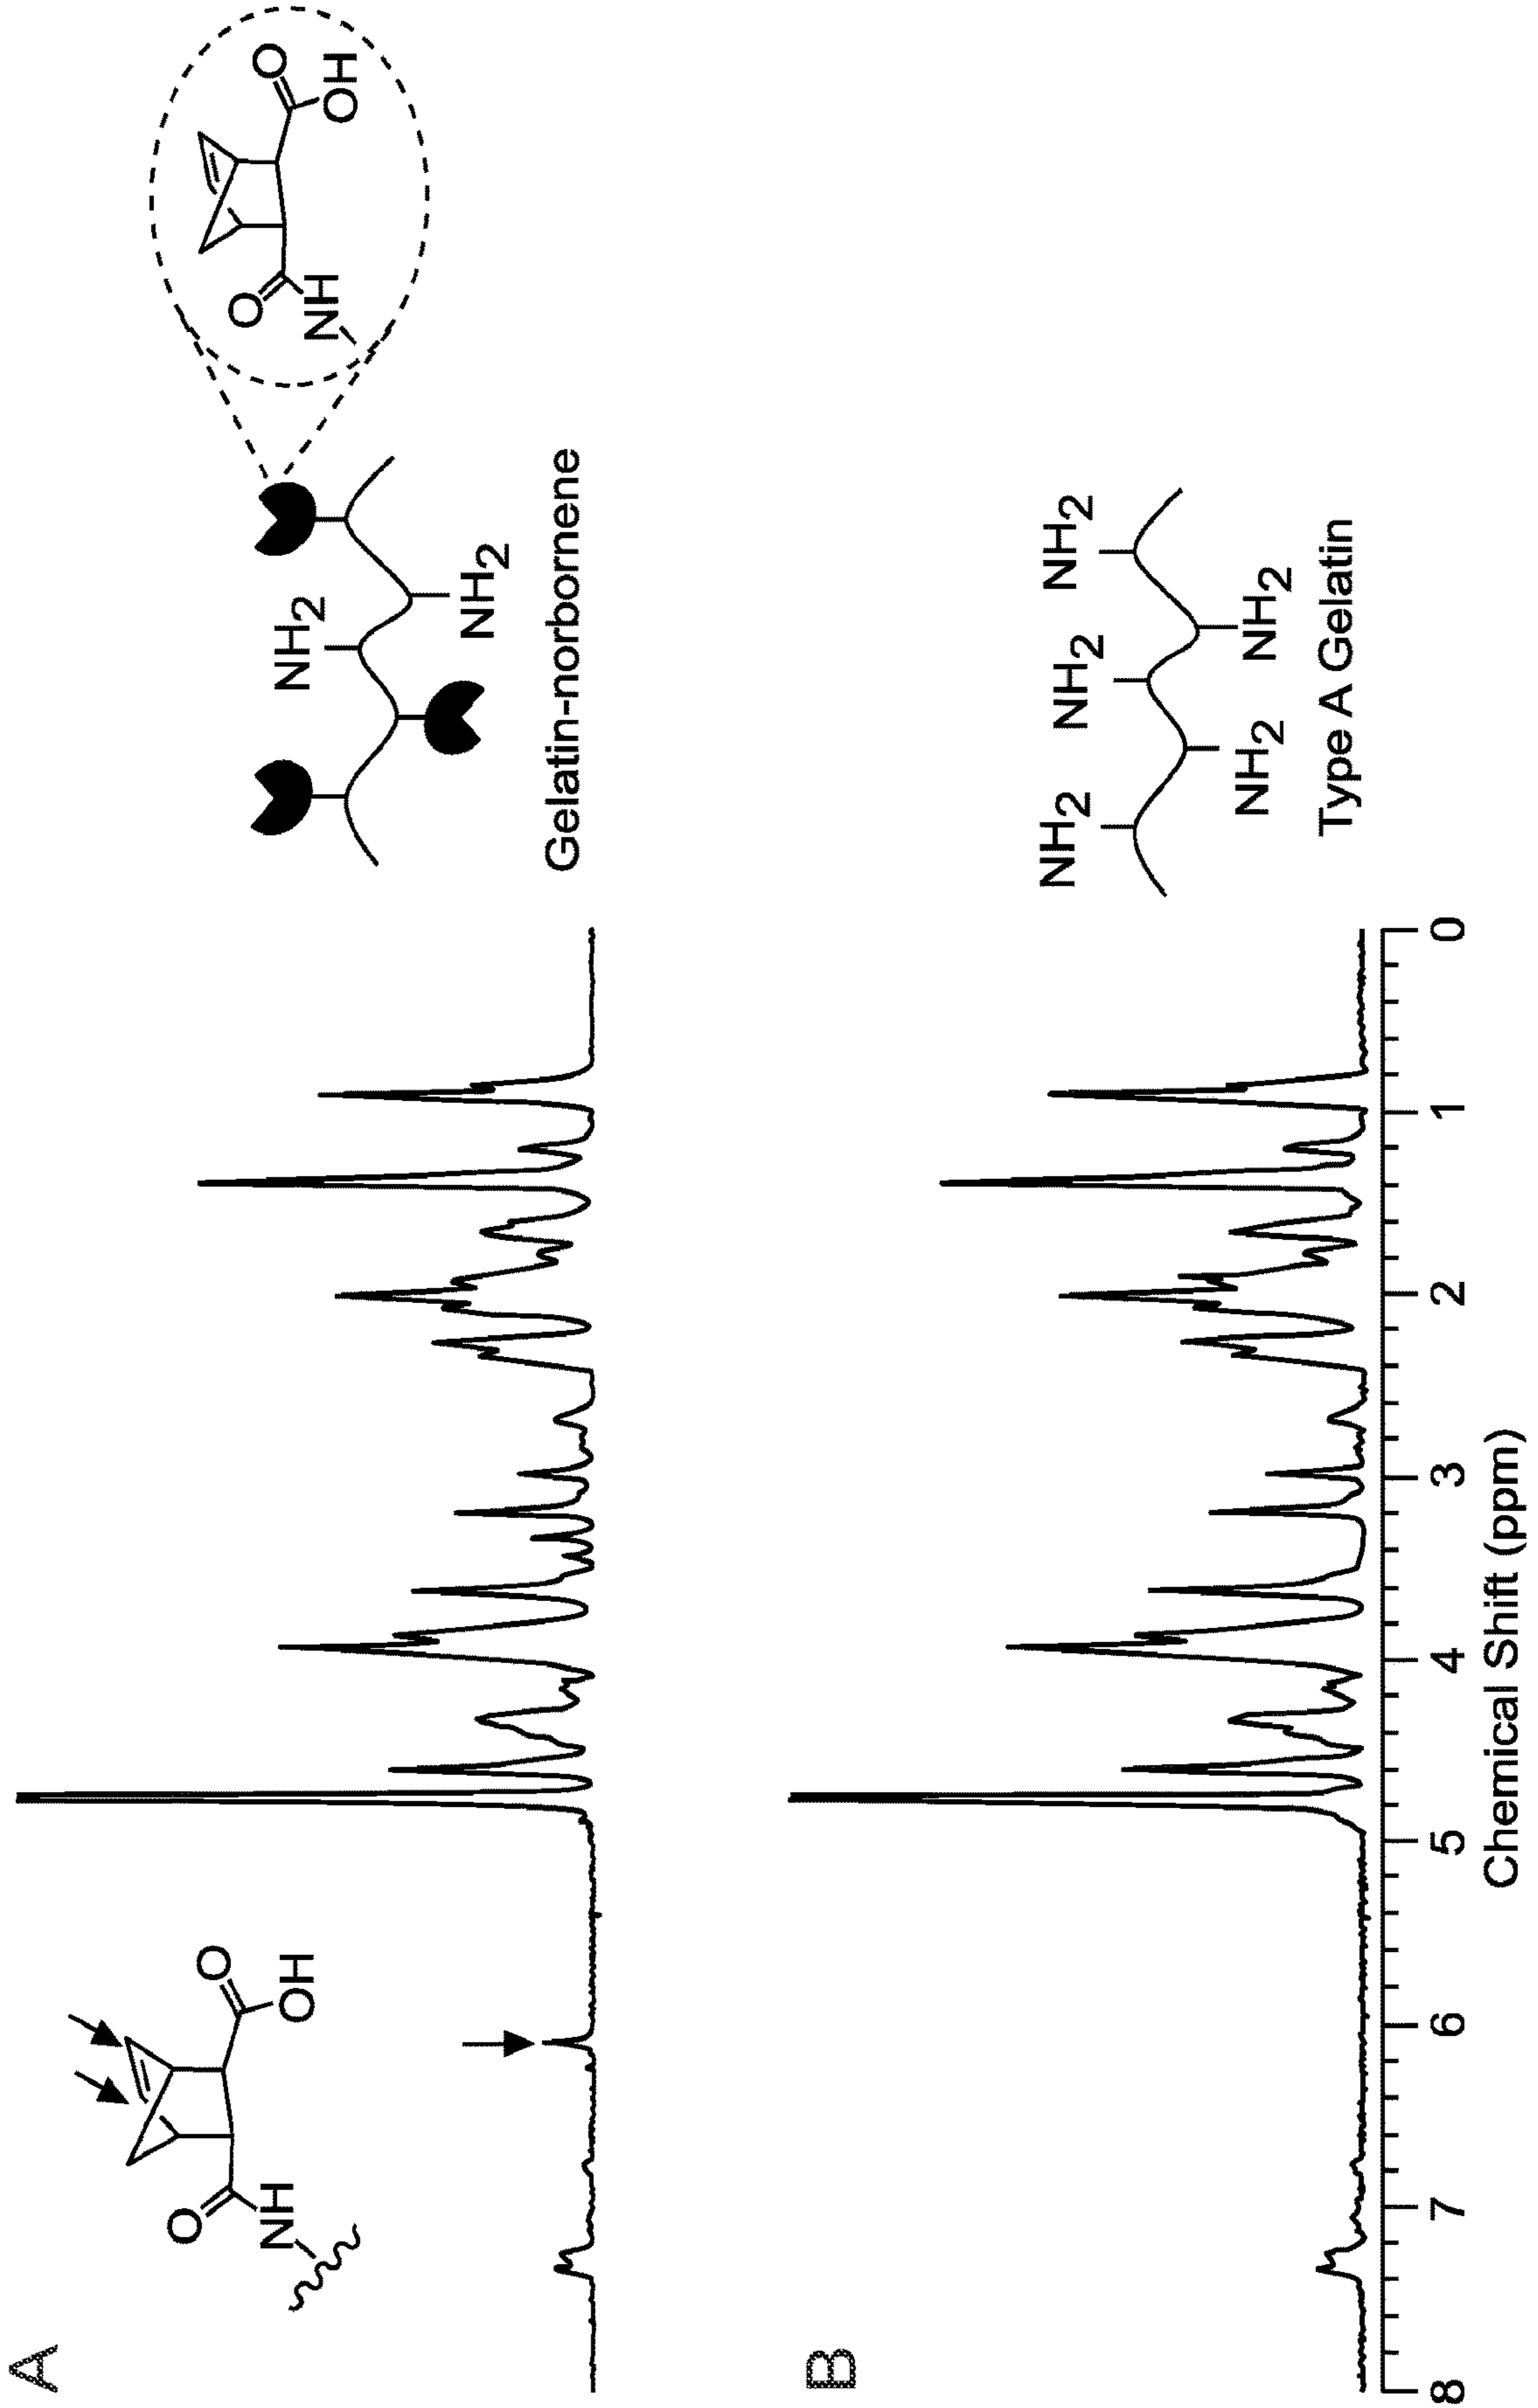 A
O
NH
O
OH
NH2
NH2
Gelatin-norbornene
O
NH
O
OH
B
NH2
NH2
NH2
NH2
NH2
Type A Gelatin
8 7 6 5 4 3 2 1 0
Chemical Shift (ppm)